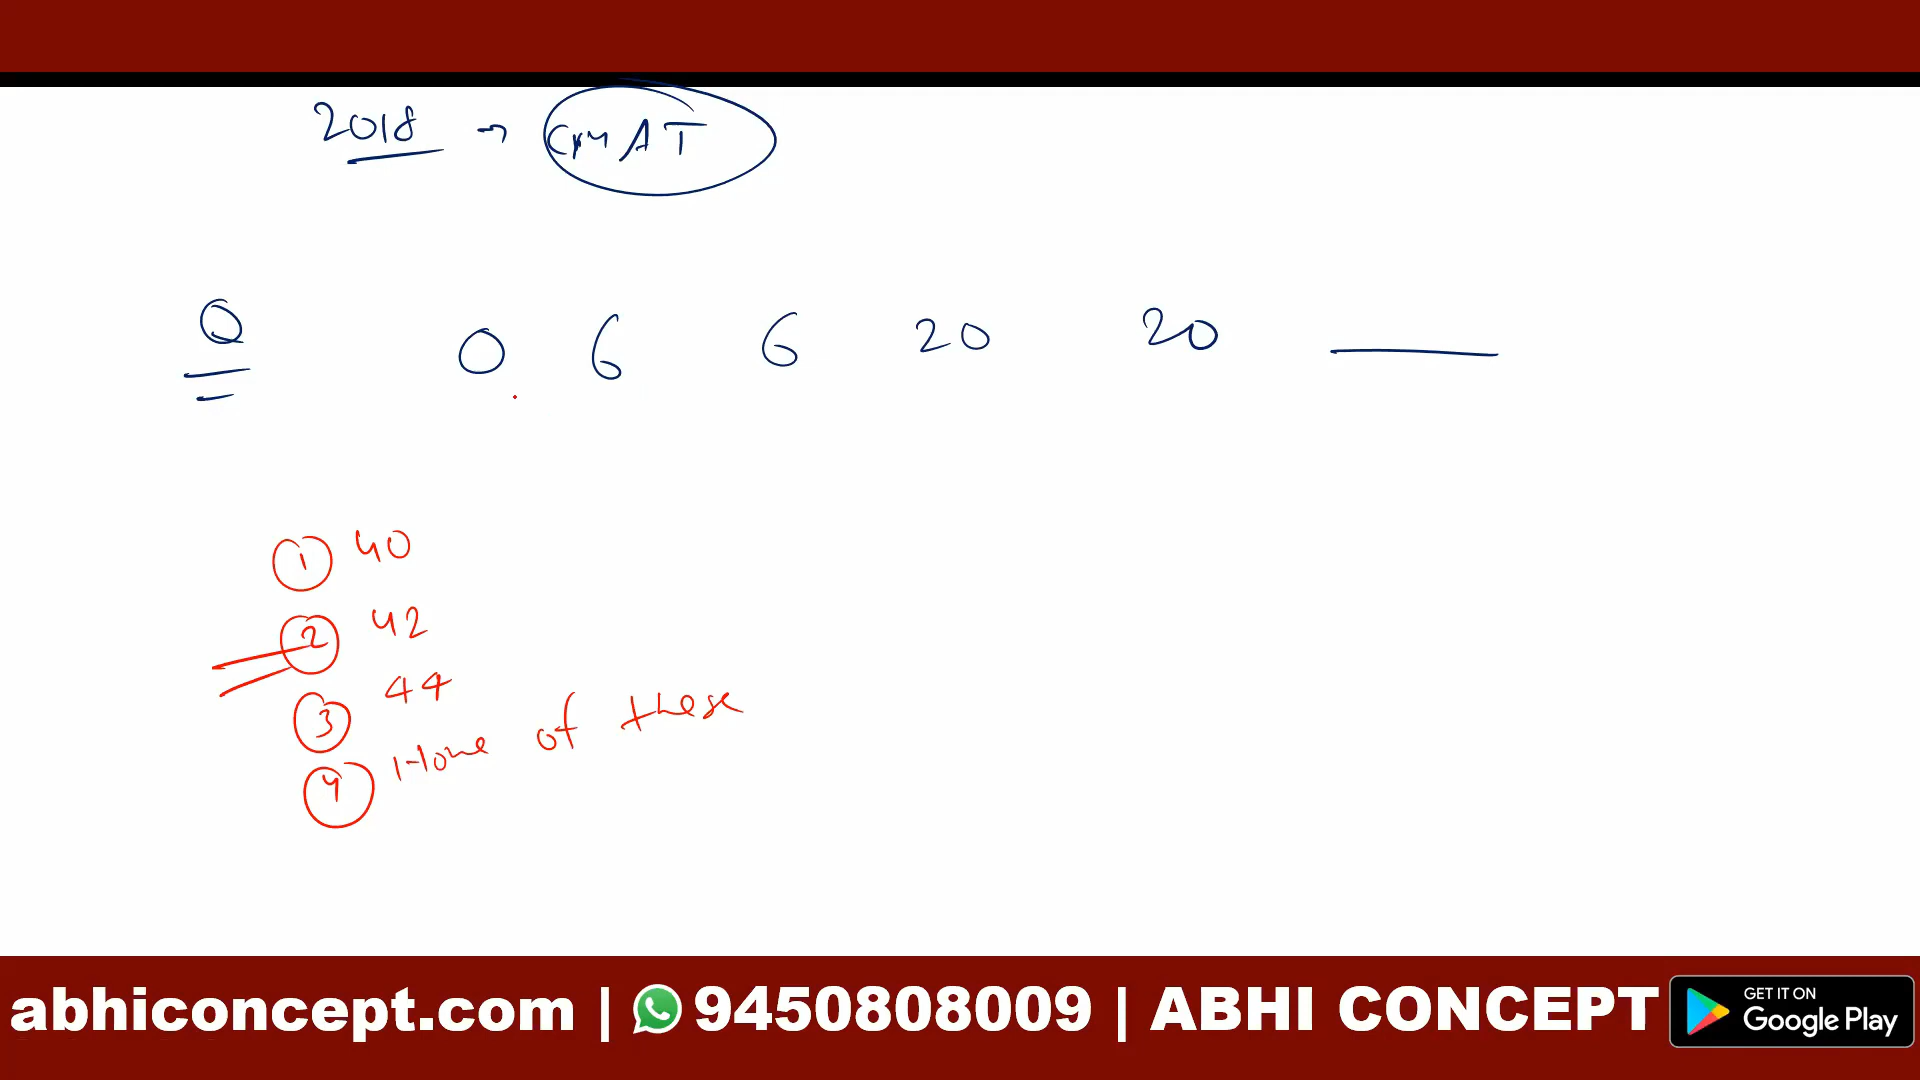 2018 → CMAT
Q 0 6 6 20 20 ____
① 40
② 42
③ 44
④ None of these
abhiconcept.com | 9450808009 | ABHI CONCEPT
GET IT ON
Google Play